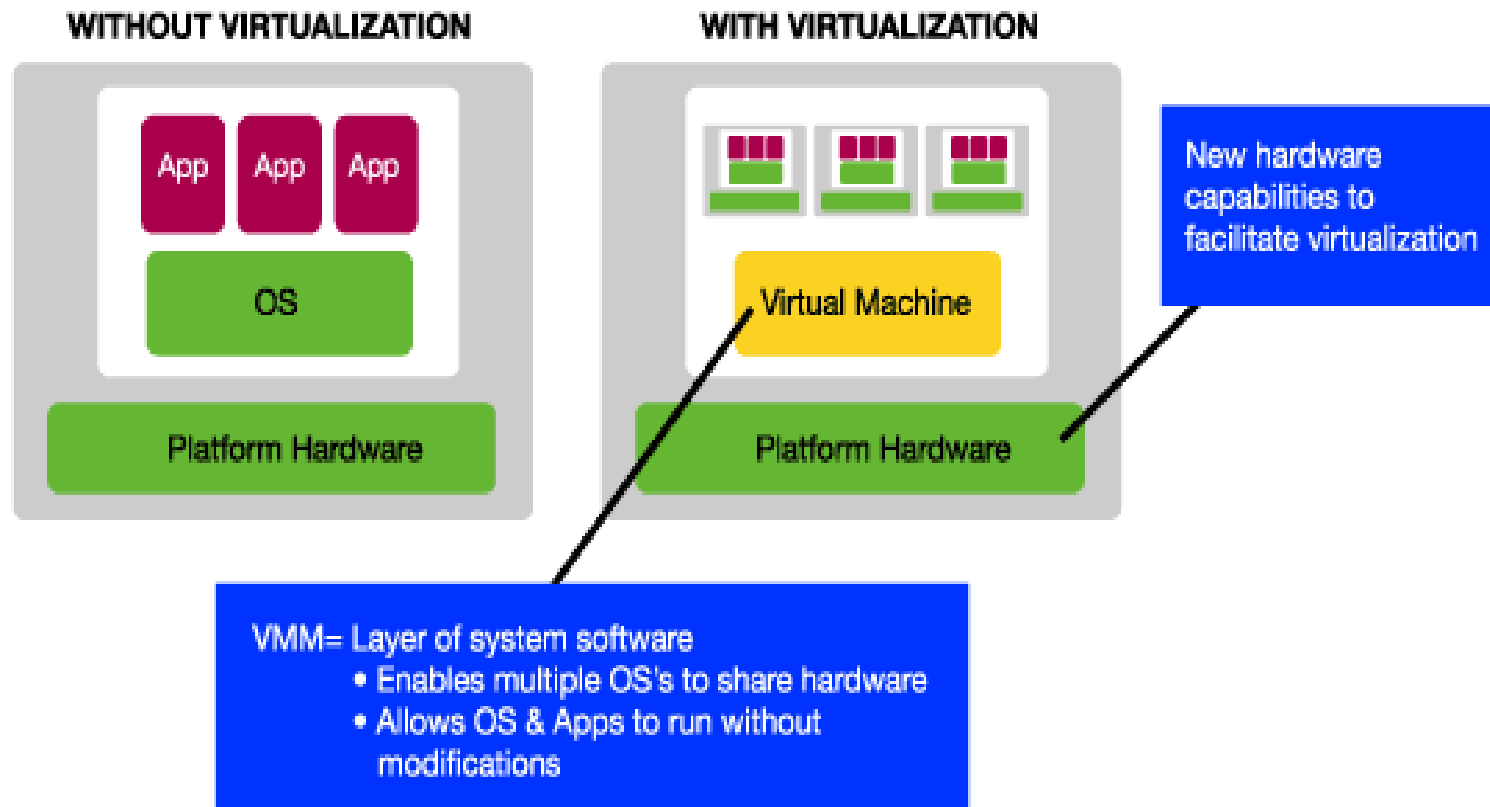 WITHOUT VIRTUALIZATION
WITH VIRTUALIZATION
App
App
App
OS
Platform Hardware
Virtual Machine
Platform Hardware
New hardware
capabilities to
facilitate virtualization
VMM= Layer of system software
• Enables multiple OS's to share hardware
• Allows OS & Apps to run without
modifications